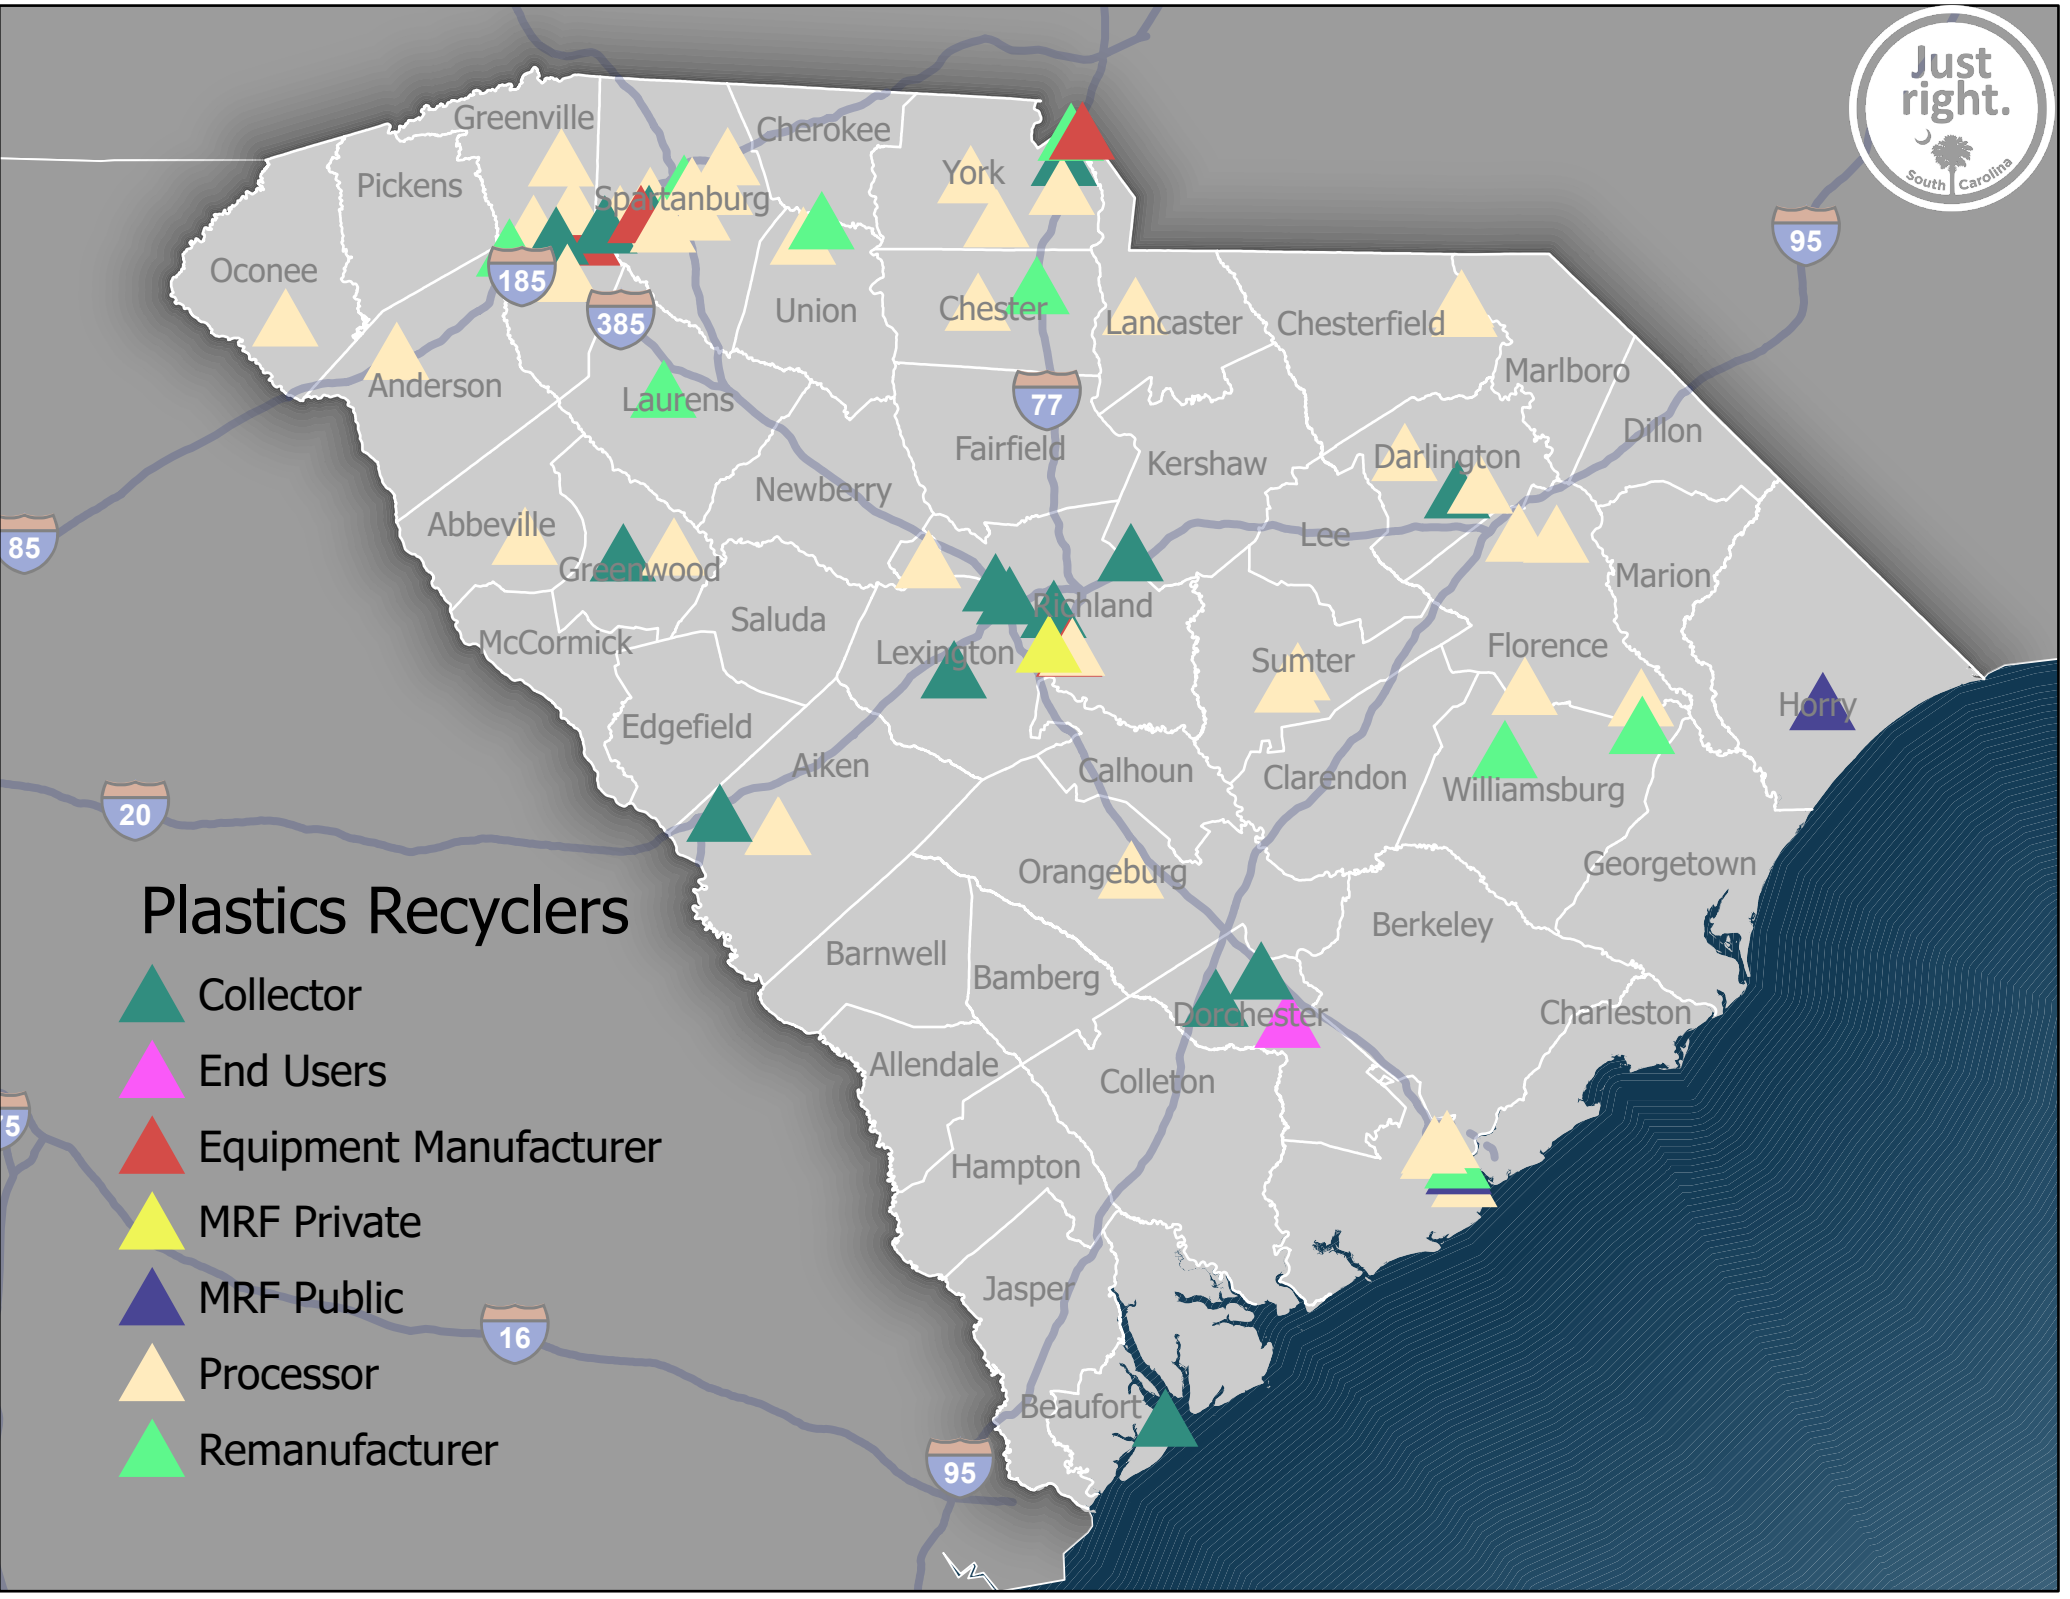 Just
right.
South Carolina
Greenville
Cherokee
Pickens
York
Spartanburg
95
Oconee
185
Union
Chester
385
Lancaster
Chesterfield
Anderson
Laurens
77
Marlboro
Dillon
Fairfield
Kershaw
Darlington
Newberry
Abbeville
85
Greenwood
Lee
Marion
Saluda
Richland
McCormick
Lexington
Sumter
Florence
Edgefield
Horry
Aiken
Calhoun
Clarendon
Williamsburg
20
Orangeburg
Georgetown
Plastics Recyclers
Berkeley
Barnwell
Bamberg
Collector
Dorchester
Charleston
End Users
Allendale
Colleton
5
Equipment Manufacturer
Hampton
MRF Private
Jasper
MRF Public
16
Processor
Beaufort
Remanufacturer
95